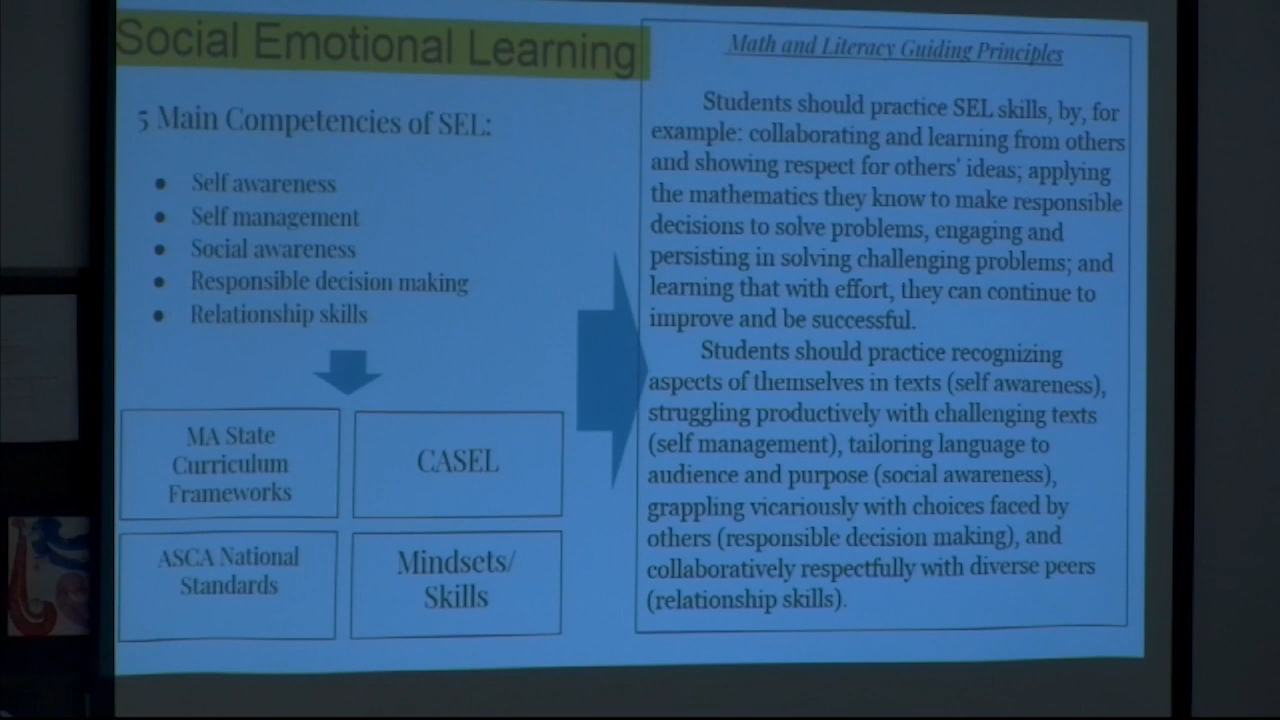 Social Emotional Learning
5 Main Competencies of SEL:
Self awareness
Self management
Social awareness
Responsible decision making
Relationship skills
MA State
Curriculum
Frameworks
CASEL
ASCA National
Standards
Mindsets/
Skills
Math and Literacy Guiding Principles
Students should practice SEL skills, by, for
example: collaborating and learning from others
and showing respect for others' ideas; applying
the mathematics they know to make responsible
decisions to solve problems, engaging and
persisting in solving challenging problems; and
learning that with effort, they can continue to
improve and be successful.
Students should practice recognizing
aspects of themselves in texts (self awareness),
struggling productively with challenging texts
(self management), tailoring language to
audience and purpose (social awareness),
grappling vicariously with choices faced by
others (responsible decision making), and
collaboratively respectfully with diverse peers
(relationship skills).